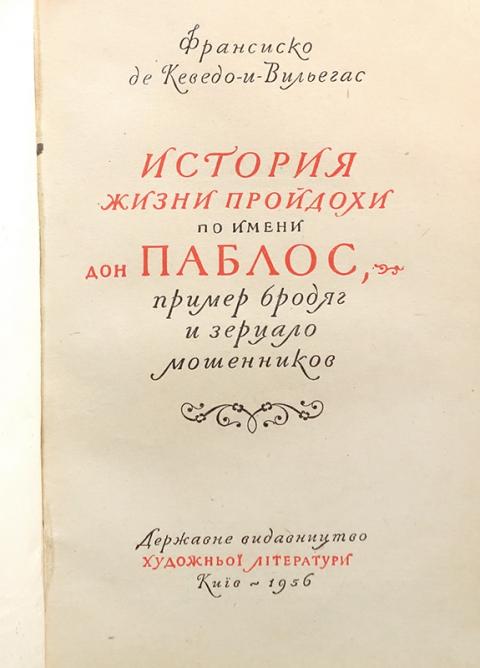 Франсиско
де Кеведо-и-Вильегас
ИСТОРИЯ
ЖИЗНИ ПРОЙДОХИ
ПО ИМЕНИ
ДОН ПАБЛОС,
пример бродяг
и зерцало
мошенников
Державне видавництво
ХУДОЖНЬОЇ ЛІТЕРАТУРИ
Київ ~ 1956